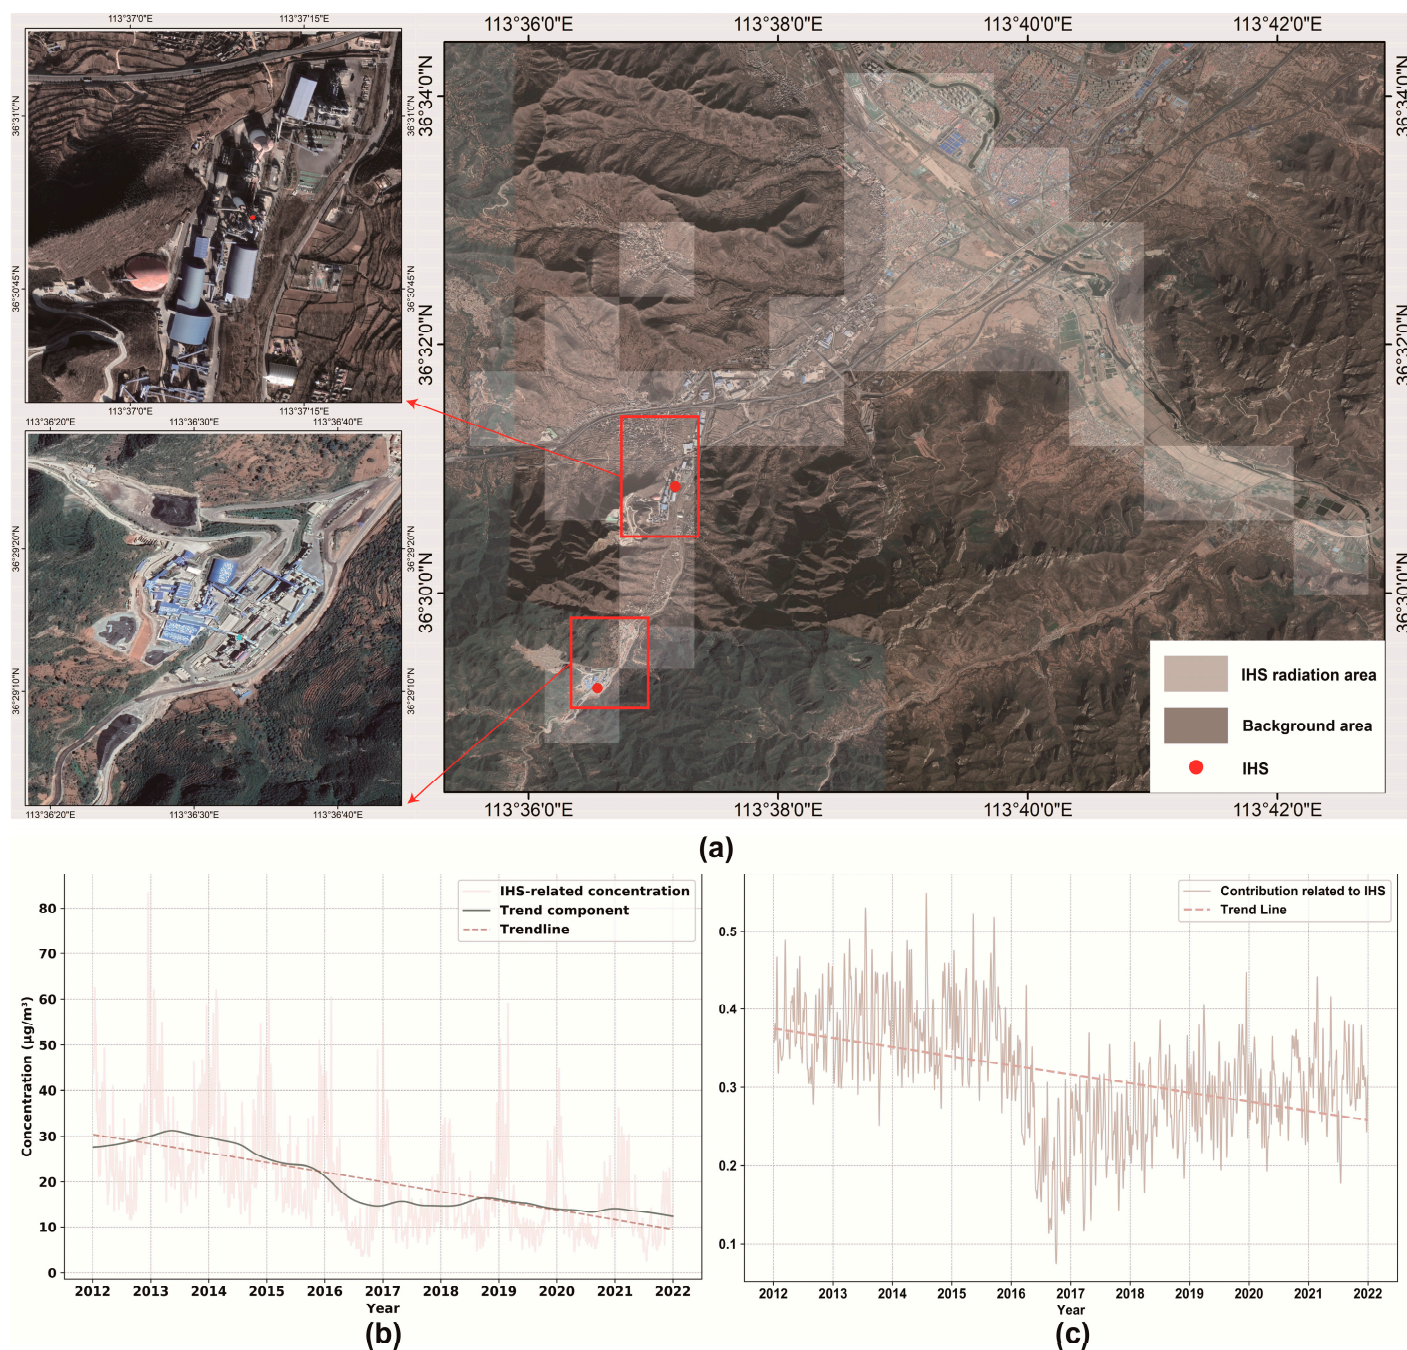 113°37'0"E 113°37'15"E
36°31'0"N 36°31'0"N
36°30'45"N 36°30'45"N
113°37'0"E 113°37'15"E
113°36'20"E 113°36'30"E 113°36'40"E
36°29'20"N 36°29'20"N
36°29'10"N 36°29'10"N
113°36'20"E 113°36'30"E 113°36'40"E
113°36'0"E 113°38'0"E 113°40'0"E 113°42'0"E
36°34'0"N 36°34'0"N
36°32'0"N 36°32'0"N
36°30'0"N 36°30'0"N
IHS radiation area
Background area
IHS
113°36'0"E 113°38'0"E 113°40'0"E 113°42'0"E
(a)
IHS-related concentration
Trend component
Trendline
Concentration (μg/m³)
80
70
60
50
40
30
20
10
0
2012 2013 2014 2015 2016 2017 2018 2019 2020 2021 2022
Year
(b)
Contribution related to IHS
Trend Line
0.5
0.4
0.3
0.2
0.1
2012 2013 2014 2015 2016 2017 2018 2019 2020 2021 2022
Year
(c)